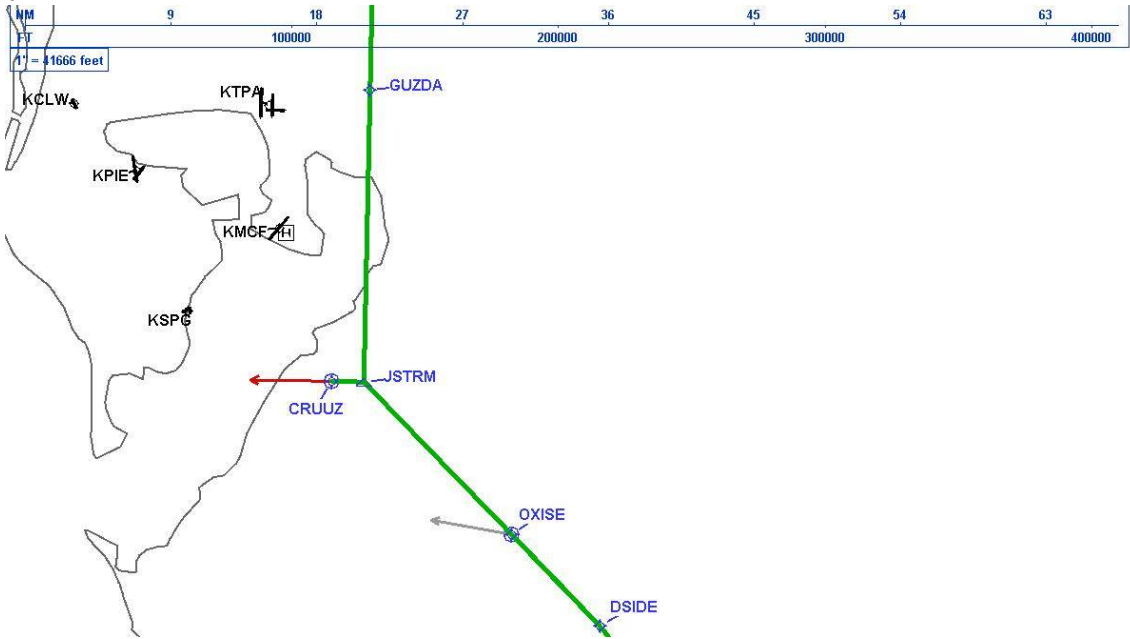 NM 9 18 27 36 45 54 63
FT 100000 200000 300000 400000
1" = 41666 feet
GUZDA
KTPA
KCLW
KPIE
KMCF H
KSPG
JSTRM
CRUUZ
OXISE
DSIDE